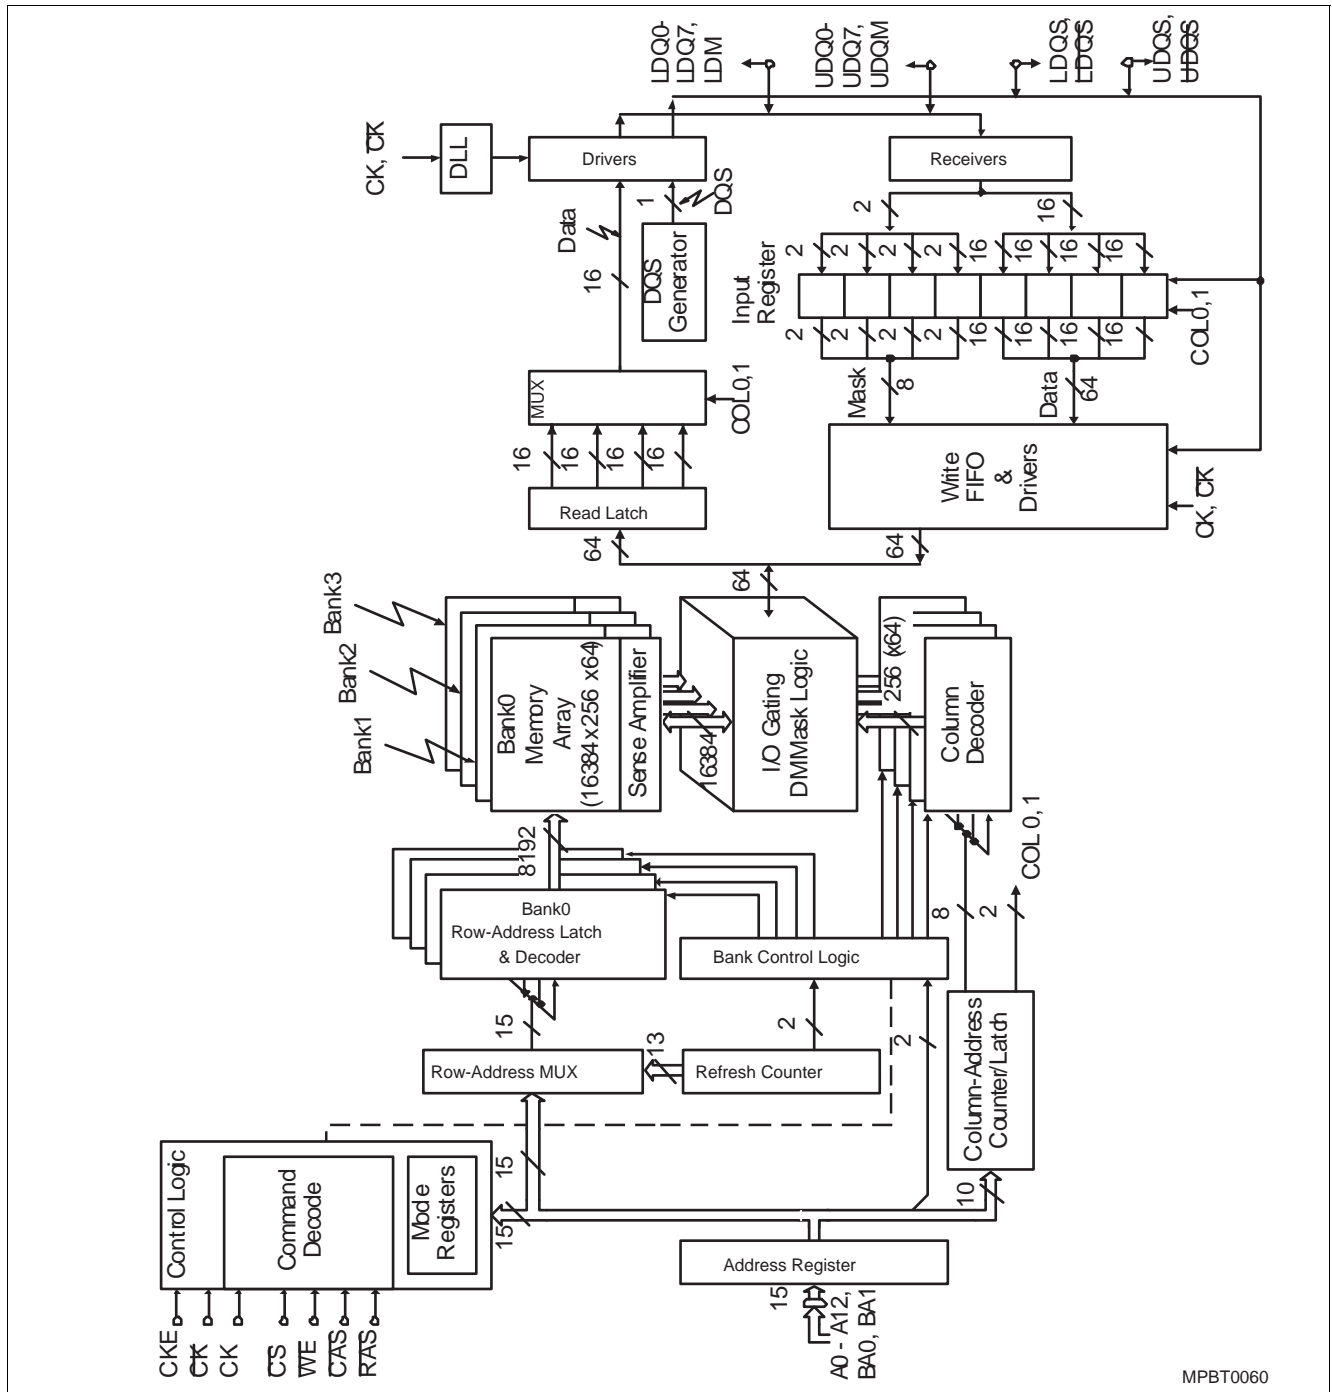 LDQ0-
LDQ7,
LDM
UDQ0-
UDQ7,
UDQM
LDQS,
LDQS
UDQS,
UDQS
CK, CK
DLL
Drivers
Receivers
Data
16
1
DQS
DQS
Generator
2
16
Input
Register
2
2
2
2
16
16
16
16
2
2
2
2
16
16
16
16
COL0,1
MUX
COL0,1
Mask
8
Data
64
16
16
16
16
Read Latch
Write
FIFO
&
Drivers
CK, CK
64
64
64
Bank3
Bank2
Bank1
Bank0
Memory
Array
(16384x256 x64)
Sense Amplifier
16384
I/O Gating
DMMask Logic
256 (x64)
Column
Decoder
8192
Bank0
Row-Address Latch
& Decoder
Bank Control Logic
8
2
COL 0, 1
15
2
2
Row-Address MUX
13
Refresh Counter
Column-Address
Counter/Latch
Control Logic
Command
Decode
Mode
Registers
15
15
10
Address Register
15
A0 - A12,
BA0, BA1
CKE
CK
CK
CS
WE
CAS
RAS
MPBT0060